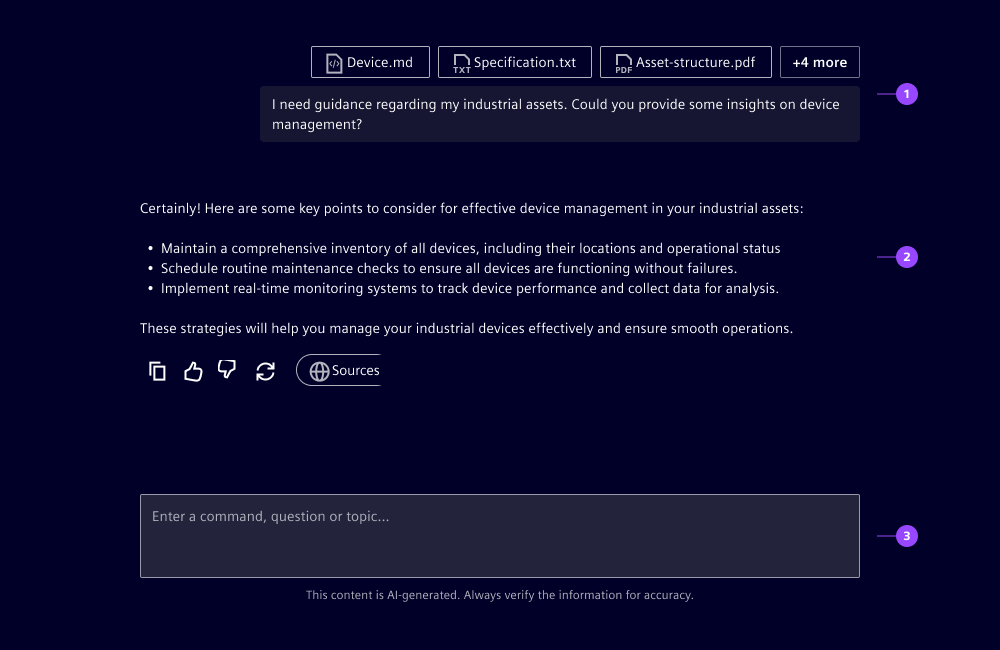 Device.md
TXT Specification.txt
PDF Asset-structure.pdf
+4 more
1
I need guidance regarding my industrial assets. Could you provide some insights on device
management?
Certainly! Here are some key points to consider for effective device management in your industrial assets:
• Maintain a comprehensive inventory of all devices, including their locations and operational status
2
• Schedule routine maintenance checks to ensure all devices are functioning without failures.
• Implement real-time monitoring systems to track device performance and collect data for analysis.
These strategies will help you manage your industrial devices effectively and ensure smooth operations.
Sources
Enter a command, question or topic...
3
This content is AI-generated. Always verify the information for accuracy.